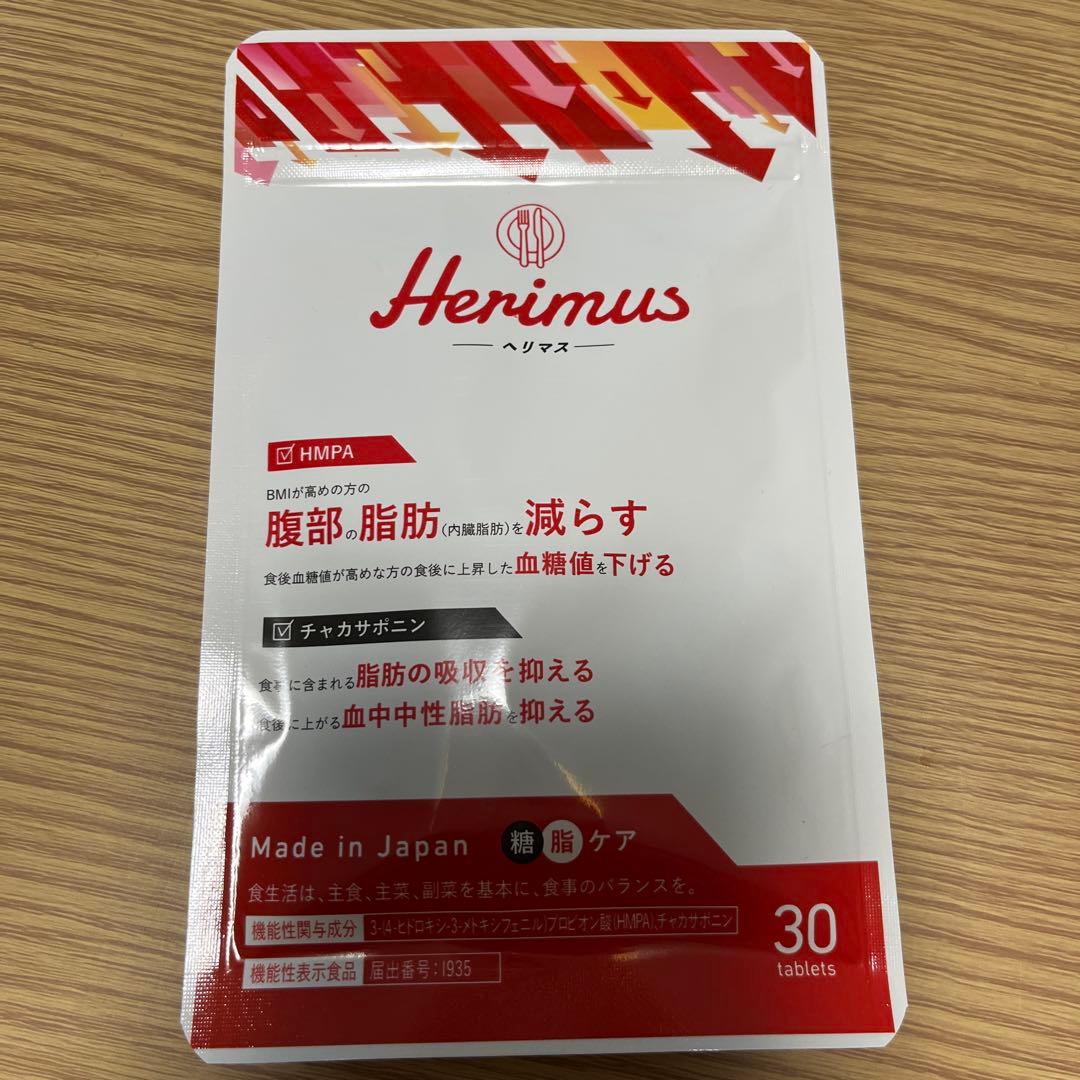 Herimus
ヘリマス
HMPA
BMIが高めの方の
腹部の脂肪(内臓脂肪)を減らす
食後血糖値が高めな方の食後に上昇した血糖値を下げる
チャカサポニン
食事に含まれる脂肪の吸収を抑える
食後に上がる血中中性脂肪を抑える
Made in Japan 糖脂ケア
食生活は、主食、主菜、副菜を基本に、食事のバランスを。
機能性関与成分 3-(4-ヒドロキシ-3-メトキシフェニル)プロピオン酸(HMPA)、チャカサポニン
機能性表示食品 届出番号:I935
30
tablets